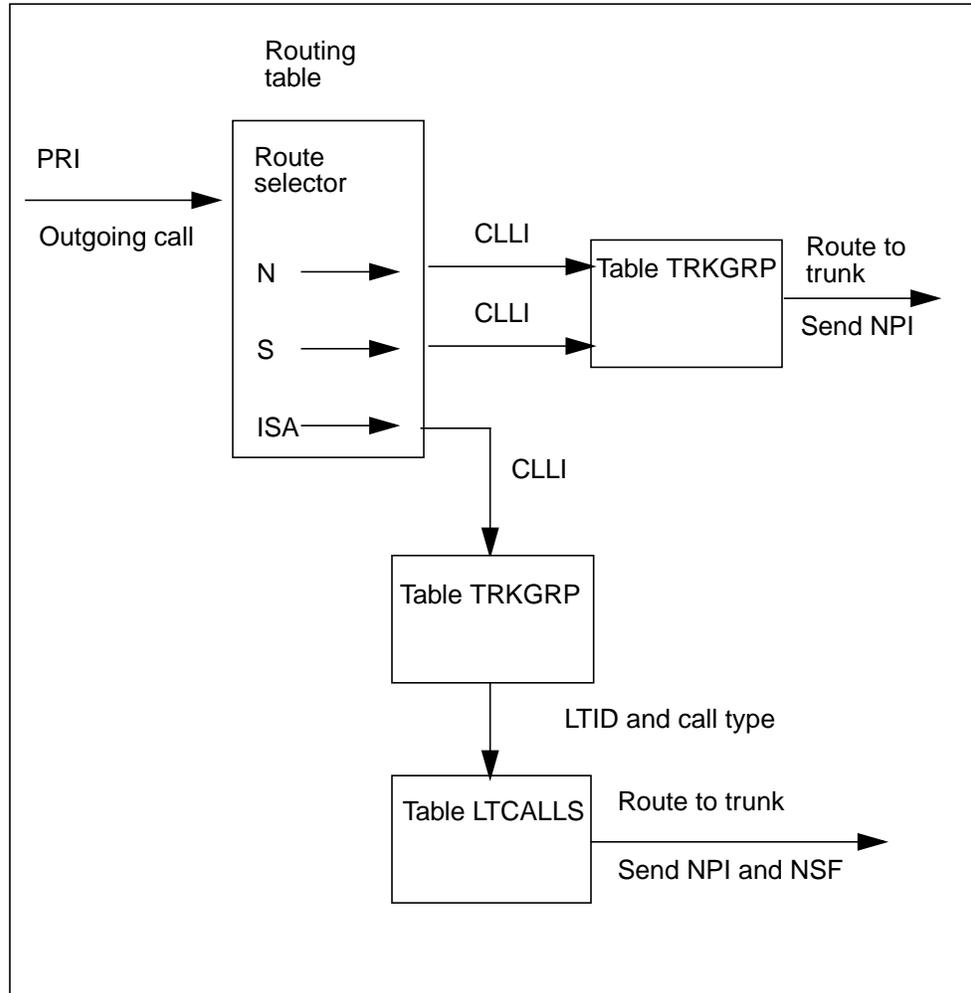 Routing
table
PRI
Outgoing call
Route
selector
N
S
ISA
CLLI
CLLI
Table TRKGRP
Route to
trunk
Send NPI
CLLI
Table TRKGRP
LTID and call type
Table LTCALLS
Route to trunk
Send NPI and NSF